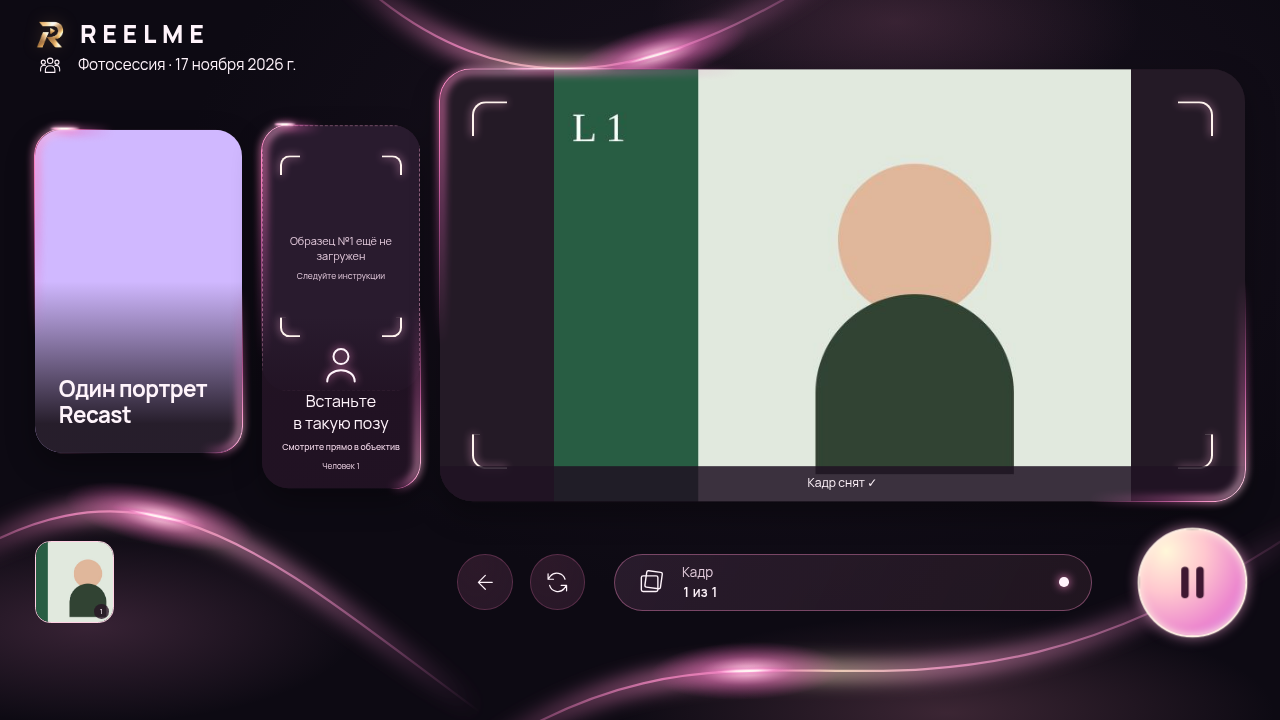 REELME
Фотосессия · 17 ноября 2026 г.
L 1
Образец №1 ещё не
загружен
Следуйте инструкции
Один портрет
Recast
Встаньте
в такую позу
Смотрите прямо в объектив
Человек 1
Кадр снят ✓
1
Кадр
1 из 1